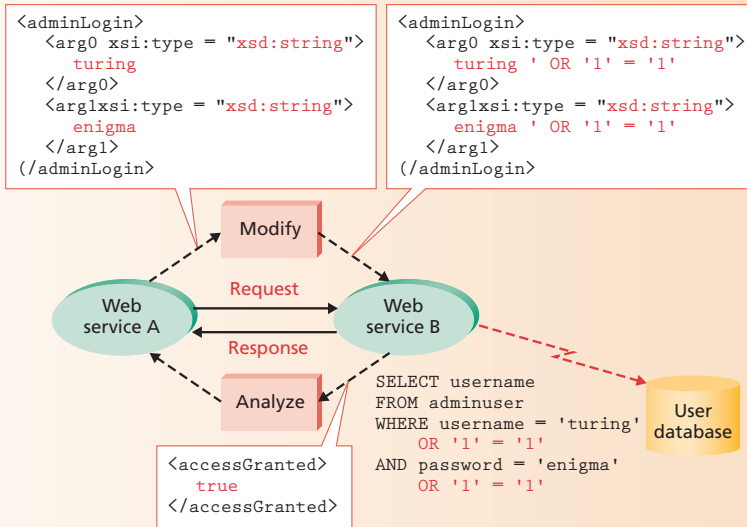 <adminLogin>
<arg0 xsi:type = "xsd:string">
turing
</arg0>
<arg1xsi:type = "xsd:string">
enigma
</arg1>
(/adminLogin>
<adminLogin>
<arg0 xsi:type = "xsd:string">
turing ' OR '1' = '1'
</arg0>
<arg1xsi:type = "xsd:string">
enigma ' OR '1' = '1'
</arg1>
(/adminLogin>
Modify
Web
service A
Request
Response
Web
service B
Analyze
SELECT username
FROM adminuser
WHERE username = 'turing'
OR '1' = '1'
AND password = 'enigma'
OR '1' = '1'
User
database
<accessGranted>
true
</accessGranted>